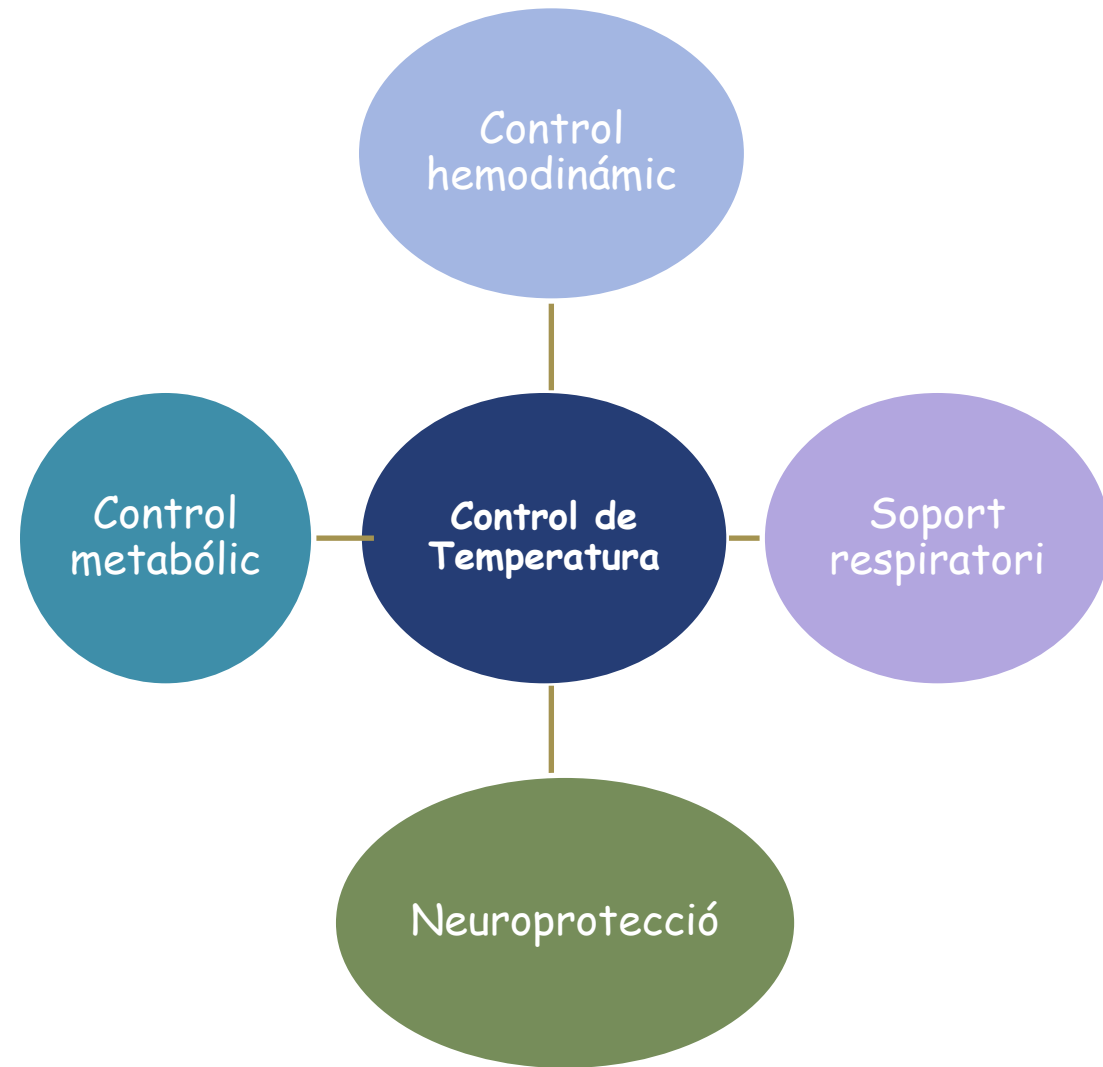 Control
hemodinámic
Control
metabólic
Control de
Temperatura
Soport
respiratori
Neuroprotecció